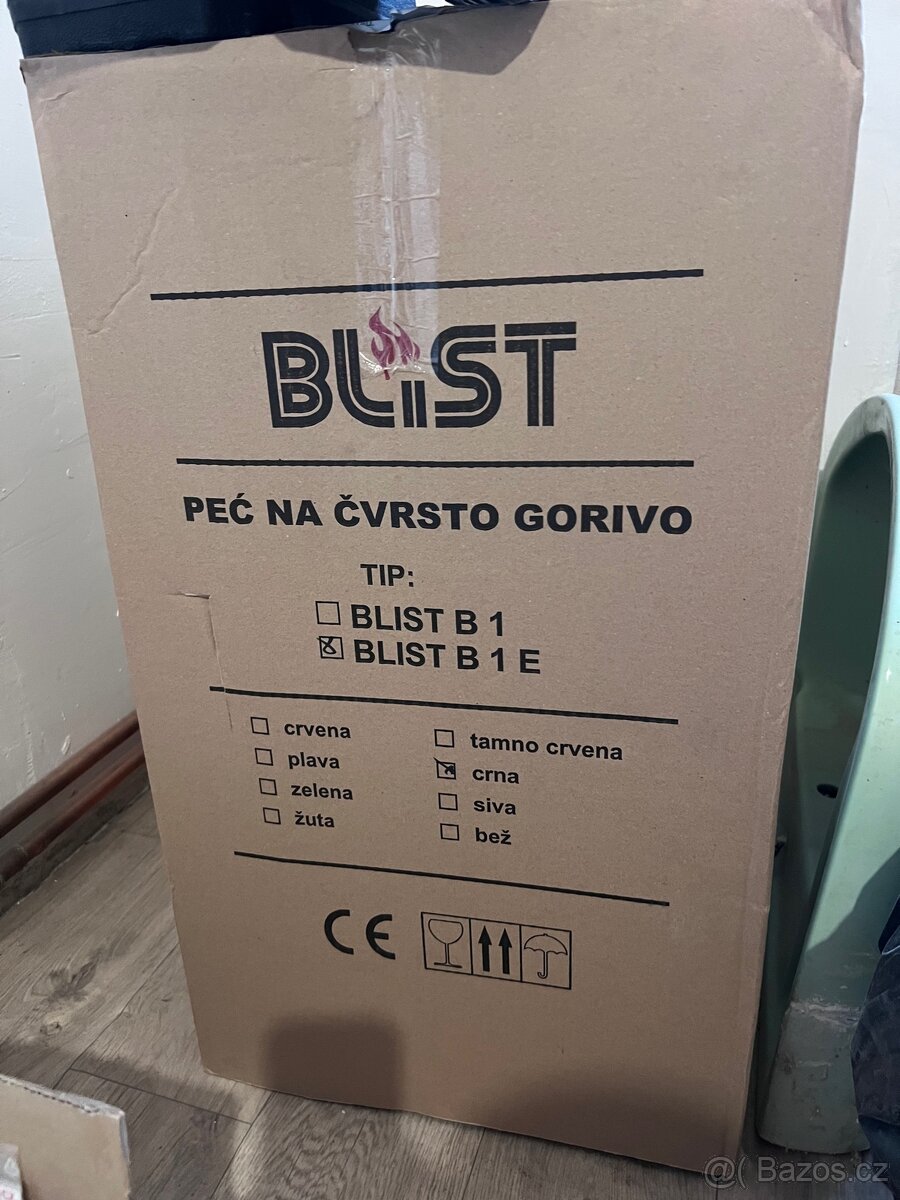 BLIST
PEĆ NA ČVRSTO GORIVO
TIP:
BLIST B 1
BLIST B 1 E
crvena
plava
zelena
žuta
tamno crvena
crna
siva
bež
CE
@( Bazos.cz